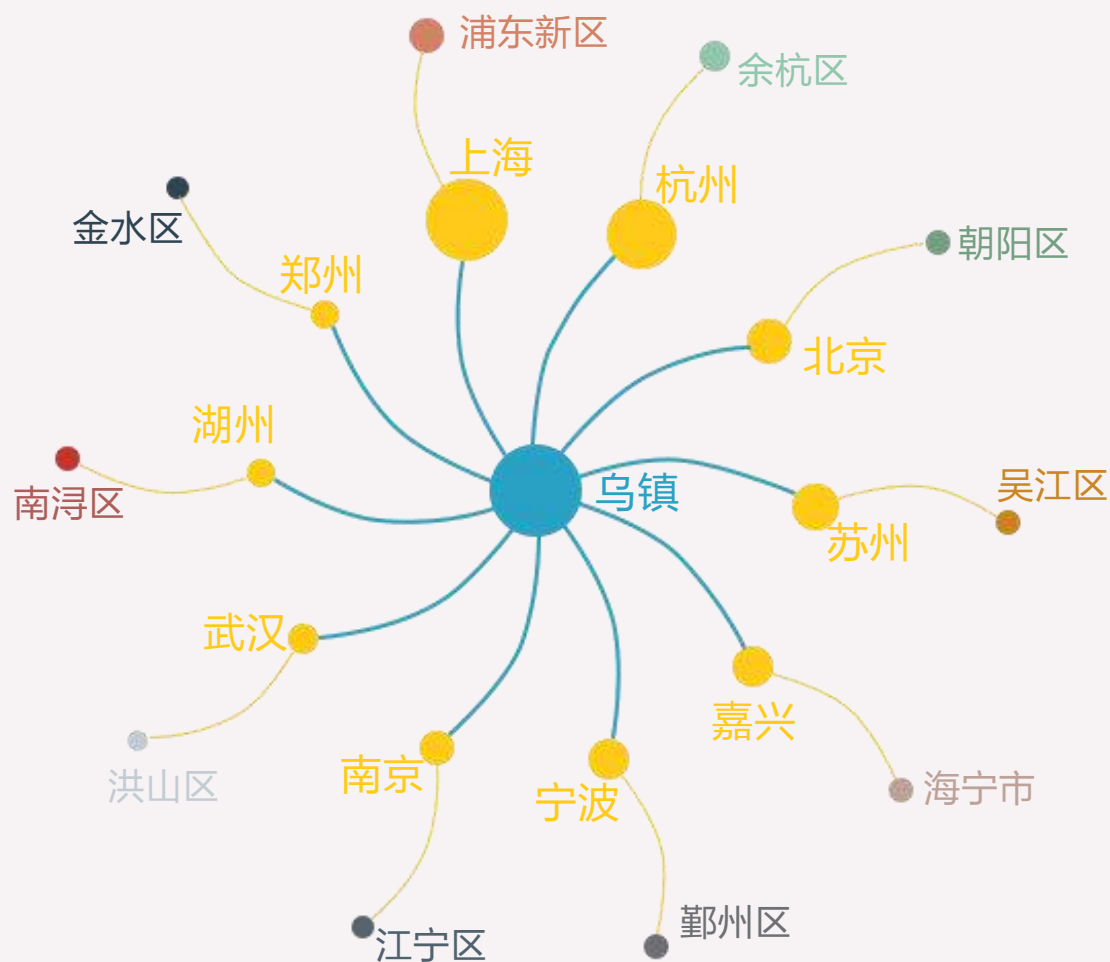 浦东新区
余杭区
上海
杭州
金水区
朝阳区
郑州
北京
湖州
乌镇
吴江区
南浔区
苏州
武汉
嘉兴
洪山区
南京
宁波
海宁市
鄞州区
江宁区